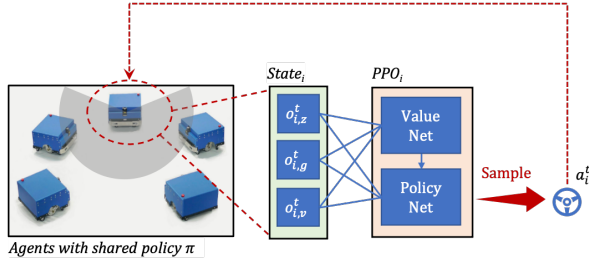 State_i
PPO_i
o^t_{i,z}
o^t_{i,g}
o^t_{i,v}
Value
Net
Policy
Net
Sample
a^t_i
Agents with shared policy π